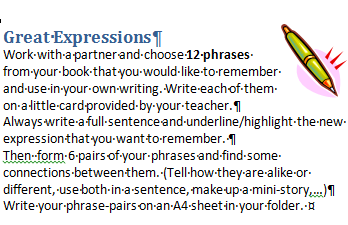 Great Expressions¶
Work with a partner and choose 12 phrases
from your book that you would like to remember
and use in your own writing. Write each of them
on a little card provided by your teacher.¶
Always write a full sentence and underline/highlight the new
expression that you want to remember. ¶
Then form 6 pairs of your phrases and find some
connections between them. (Tell how they are alike or
different, use both in a sentence, make up a mini-story,…)¶
Write your phrase pairs on an A4 sheet in your folder. ¤